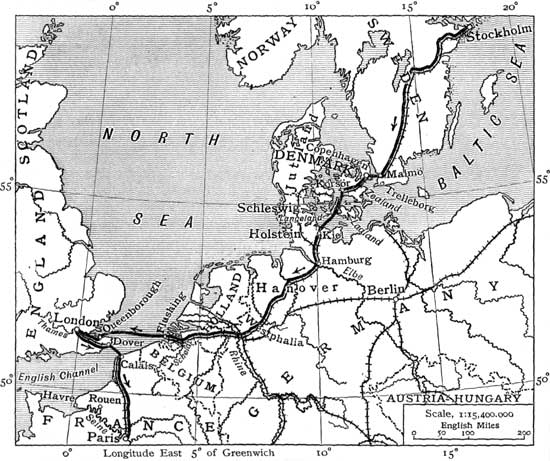 0° 5° 10° 15° 20°
Stockholm
NORWAY
SWEDEN
SCOTLAND
NORTH
SEA
BALTIC SEA
Jutland
DENMARK
Copenhagen
Korsör
Malmo
Zealand
Trelleborg
55°
55°
Schleswig
Langeland
Laaland
Holstein
Kiel
ENGLAND
Hamburg
Elbe
HOLLAND
Hanover
Berlin
GERMANY
London
Queenborough
Flushing
Thames
Dover
Westphalia
Calais
BELGIUM
Rhine
English Channel
50°
50°
Havre
Rouen
Seine
FRANCE
Paris
AUSTRIA-HUNGARY
Scale, 1:15,400,000
English Miles
0 50 100 200
0° Longitude East 5° of Greenwich 10° 15°